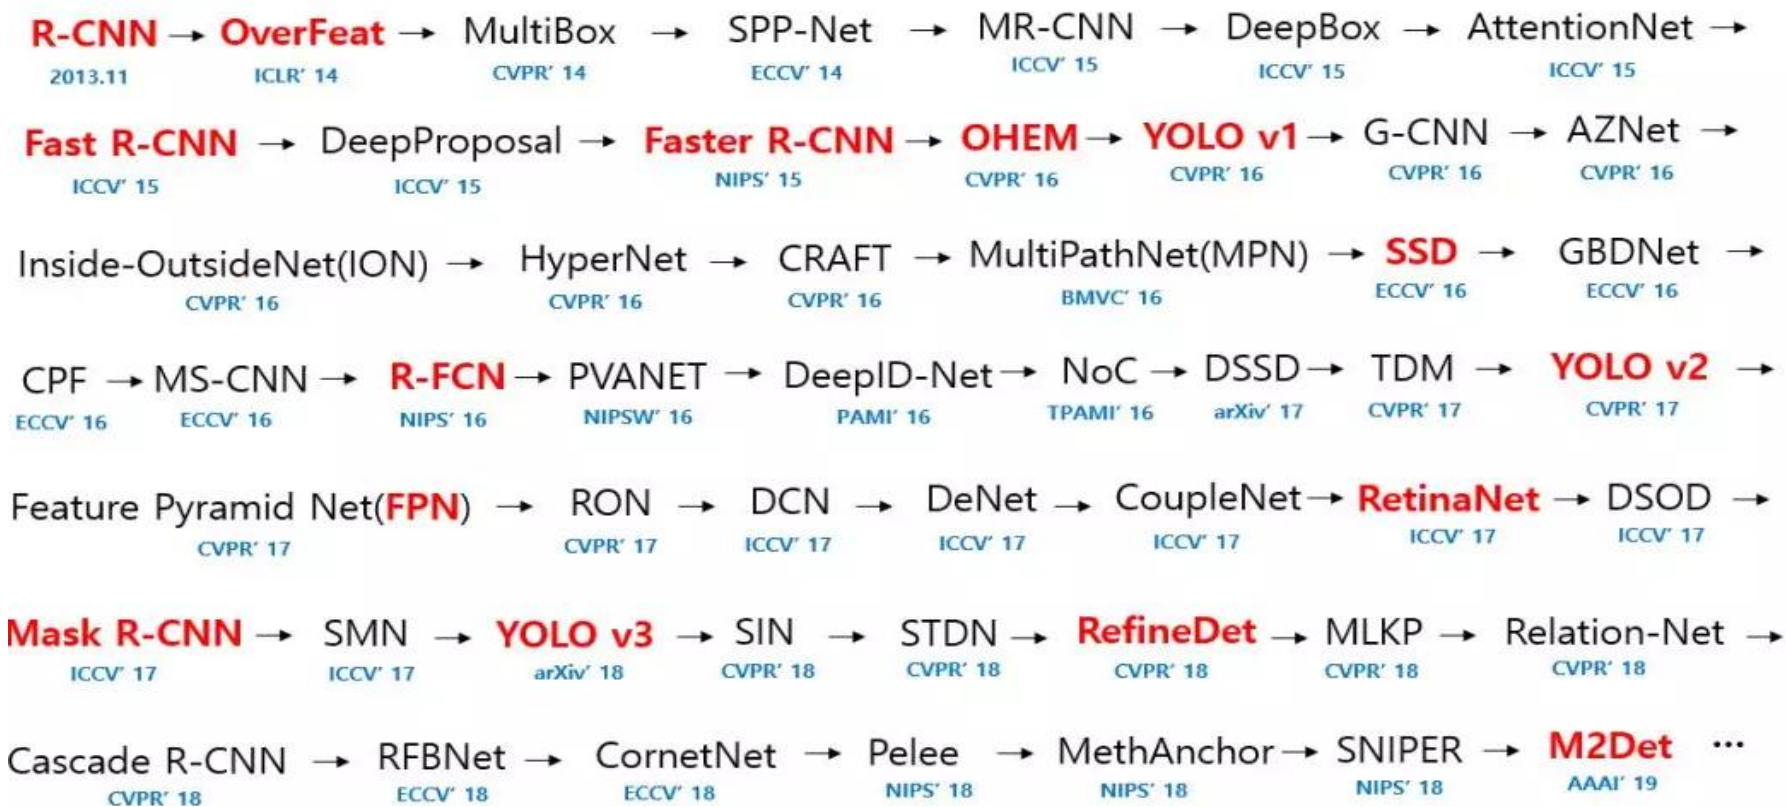 R-CNN → OverFeat → MultiBox → SPP-Net → MR-CNN → DeepBox → AttentionNet →
2013.11 ICLR' 14 CVPR' 14 ECCV' 14 ICCV' 15 ICCV' 15 ICCV' 15
Fast R-CNN → DeepProposal → Faster R-CNN → OHEM → YOLO v1 → G-CNN → AZNet →
ICCV' 15 ICCV' 15 NIPS' 15 CVPR' 16 CVPR' 16 CVPR' 16 CVPR' 16
Inside-OutsideNet(ION) → HyperNet → CRAFT → MultiPathNet(MPN) → SSD → GBDNet →
CVPR' 16 CVPR' 16 CVPR' 16 BMVC' 16 ECCV' 16 ECCV' 16
CPF → MS-CNN → R-FCN → PVANET → DeepID-Net → NoC → DSSD → TDM → YOLO v2 →
ECCV' 16 ECCV' 16 NIPS' 16 NIPSW' 16 PAMI' 16 TPAMI' 16 arXiv' 17 CVPR' 17 CVPR' 17
Feature Pyramid Net(FPN) → RON → DCN → DeNet → CoupleNet → RetinaNet → DSOD →
CVPR' 17 CVPR' 17 ICCV' 17 ICCV' 17 ICCV' 17 ICCV' 17 ICCV' 17
Mask R-CNN → SMN → YOLO v3 → SIN → STDN → RefineDet → MLKP → Relation-Net →
ICCV' 17 ICCV' 17 arXiv' 18 CVPR' 18 CVPR' 18 CVPR' 18 CVPR' 18 CVPR' 18
Cascade R-CNN → RFBNet → CornetNet → Pelee → MethAnchor → SNIPER → M2Det ···
CVPR' 18 ECCV' 18 ECCV' 18 NIPS' 18 NIPS' 18 NIPS' 18 AAAI' 19